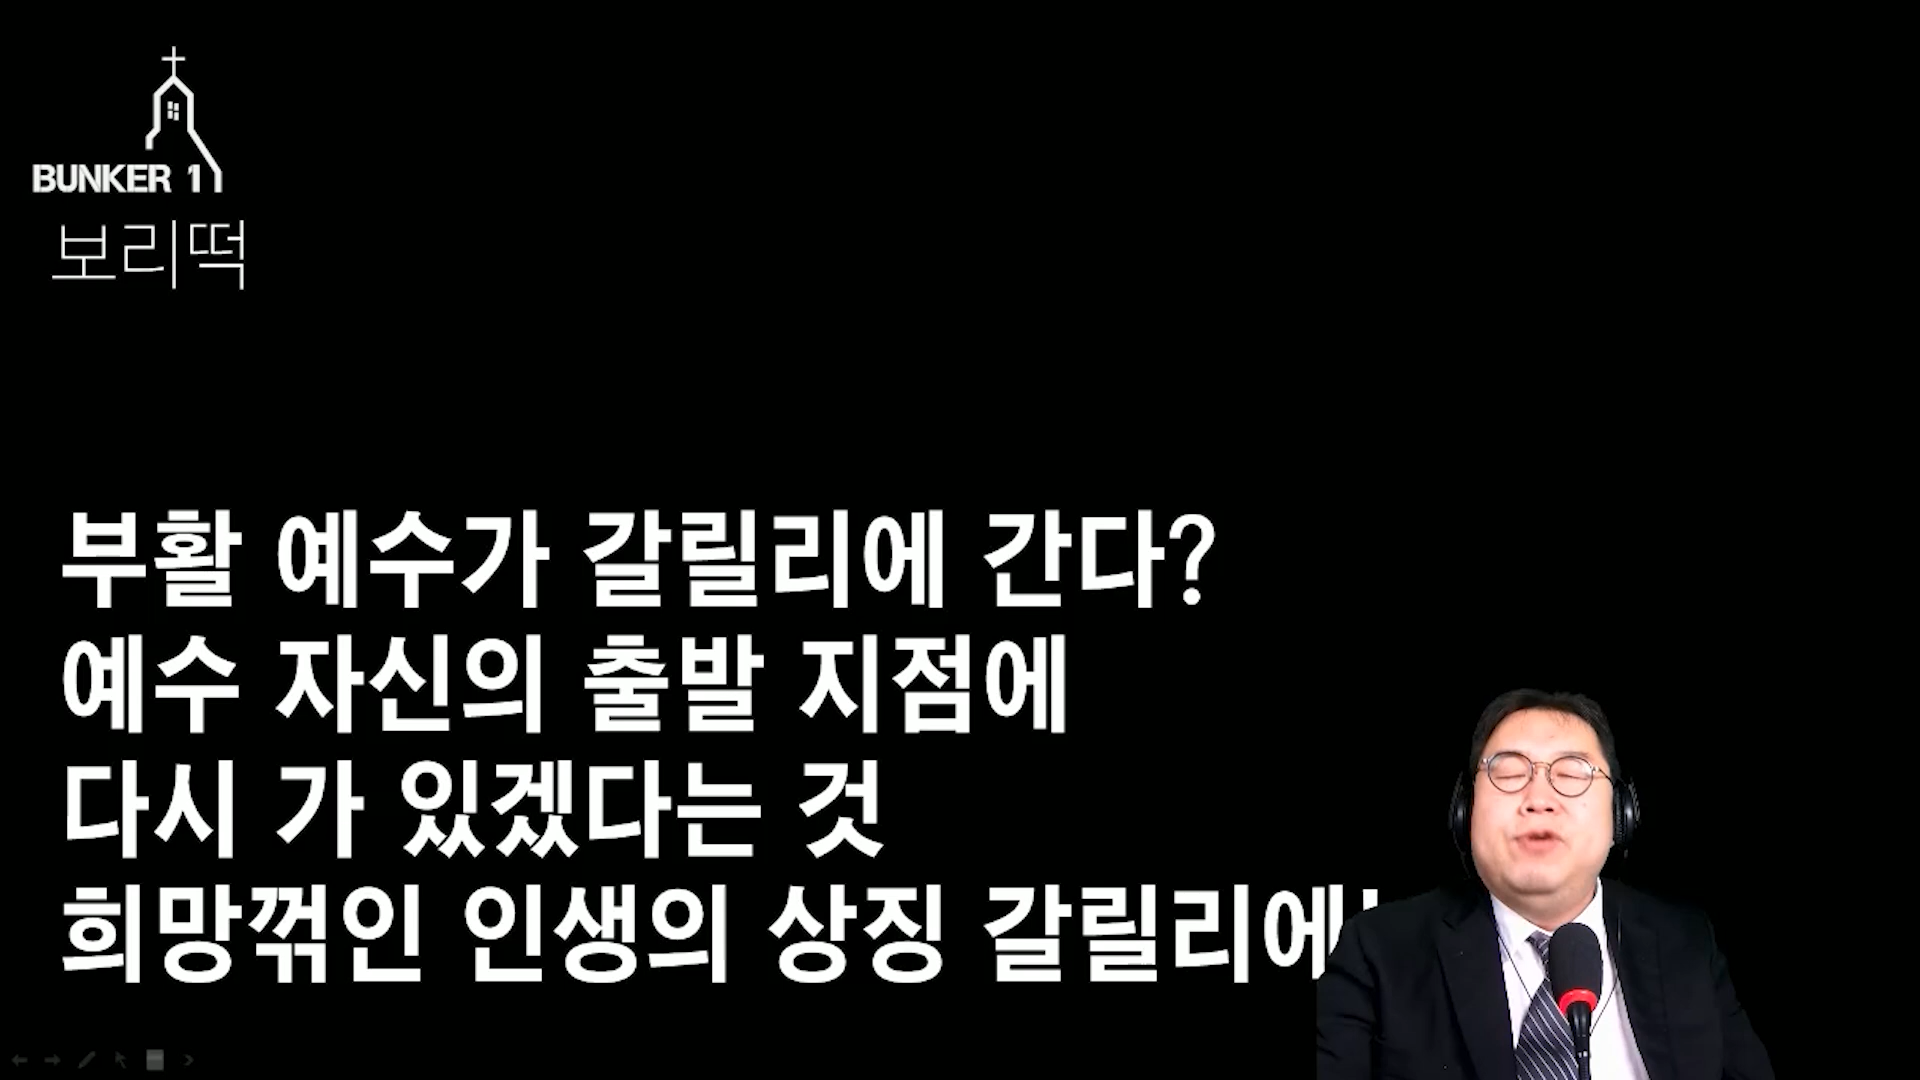 BUNKER 1
보리떡
부활 예수가 갈릴리에 간다?
예수 자신의 출발 지점에
다시 가 있겠다는 것
희망꺾인 인생의 상징 갈릴리에